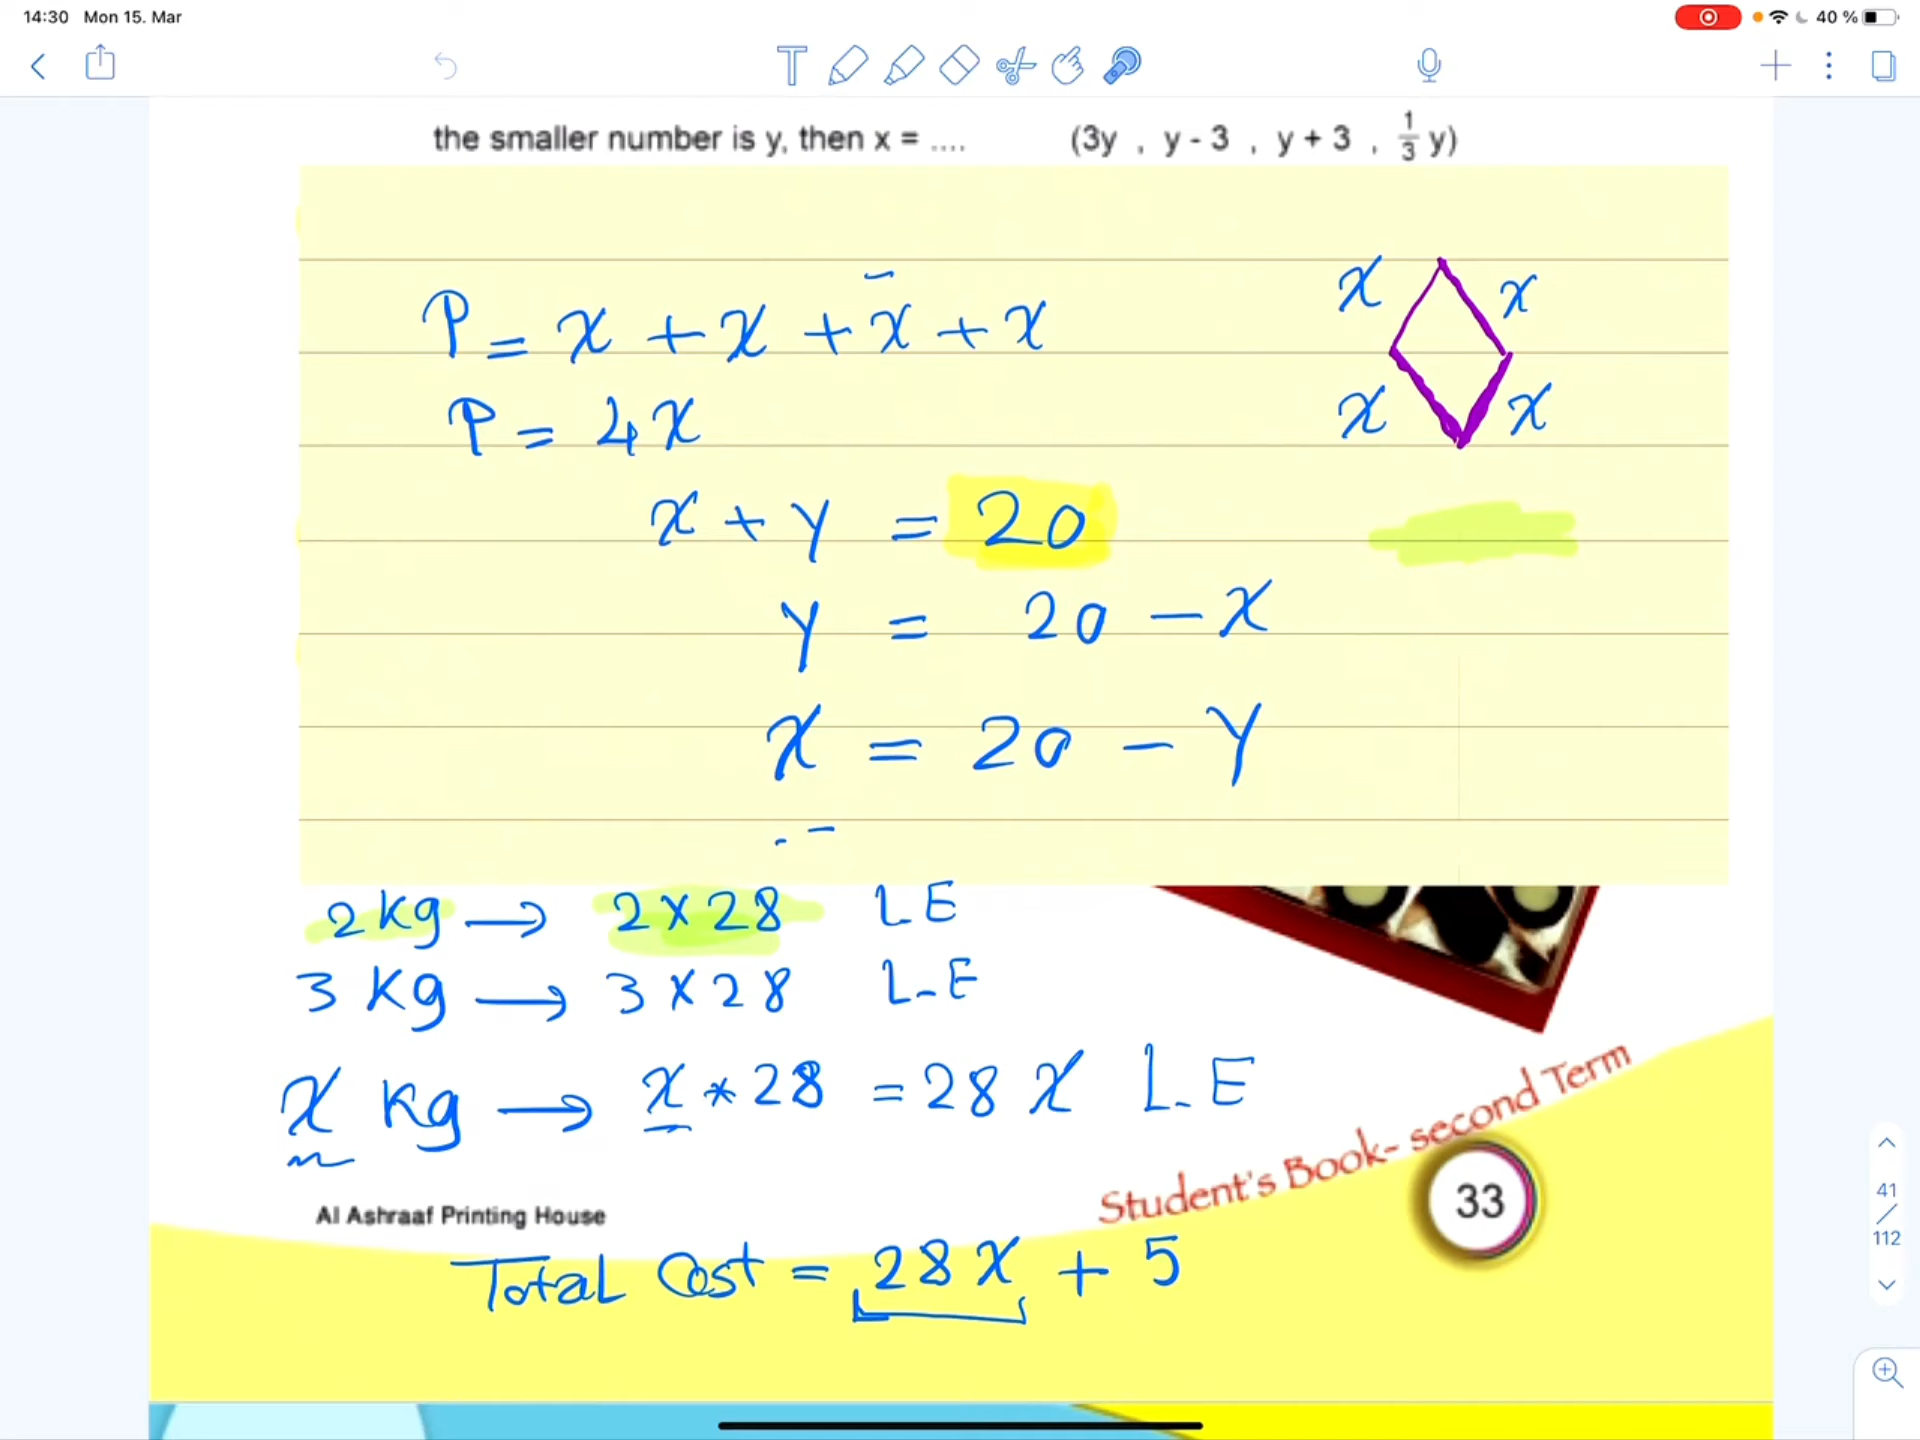 14:30 Mon 15. Mar
40 %
the smaller number is y, then x = .... (3y , y - 3 , y + 3 , 1/3 y)
P = x + x + x + x
P = 4x
x x
x x
x + y = 20
y = 20 - x
x = 20 - y
2 kg → 2 x 28 LE
3 kg → 3 x 28 L-E
x kg → x * 28 = 28 x L-E
Student's Book- second Term
33
Al Ashraaf Printing House
Total Cost = 28x + 5
41
/
112